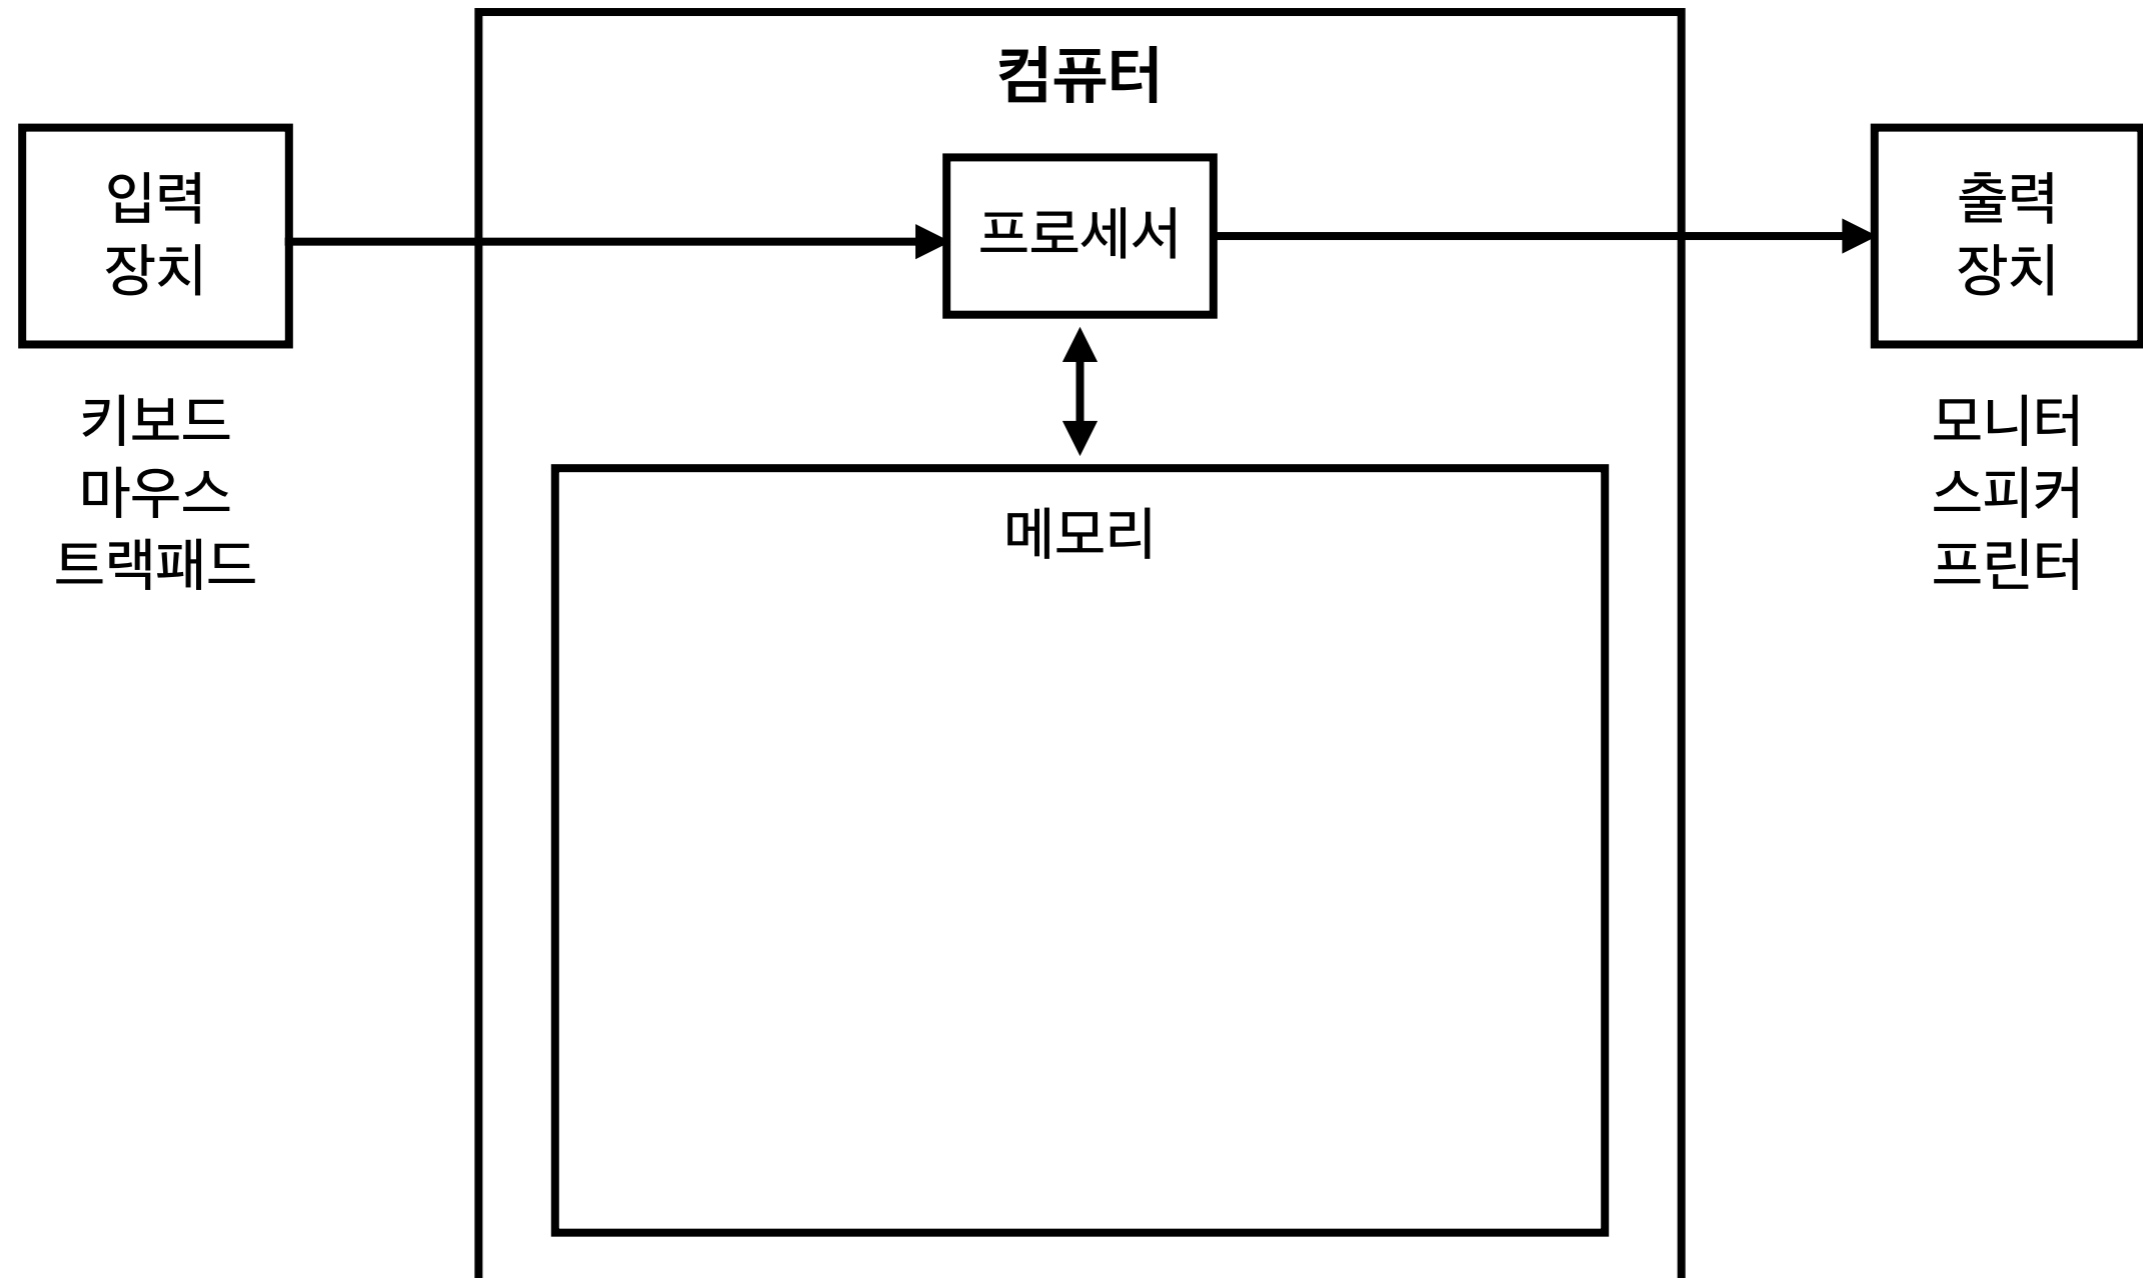 컴퓨터
입력
장치
프로세서
출력
장치
키보드
마우스
트랙패드
모니터
스피커
프린터
메모리